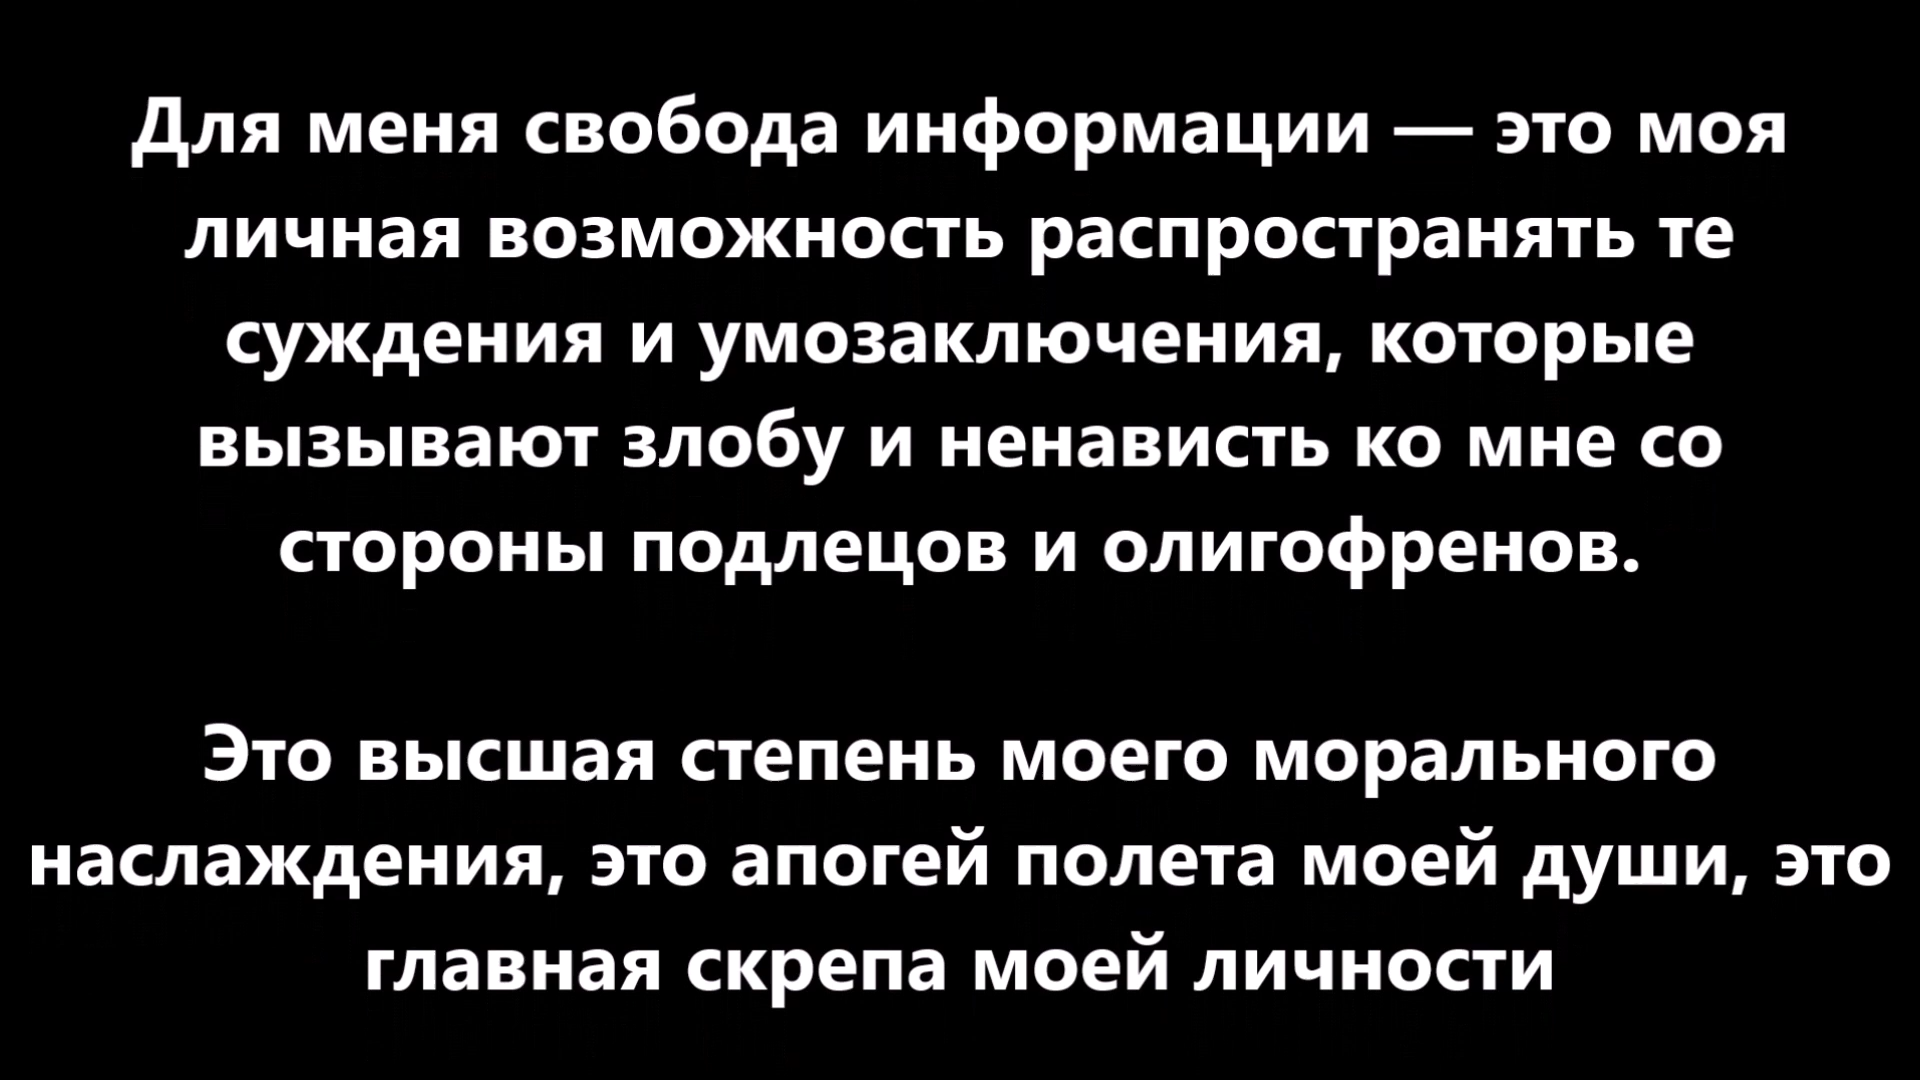 Для меня свобода информации — это моя
личная возможность распространять те
суждения и умозаключения, которые
вызывают злобу и ненависть ко мне со
стороны подлецов и олигофренов.
Это высшая степень моего морального
наслаждения, это апогей полета моей души, это
главная скрепа моей личности